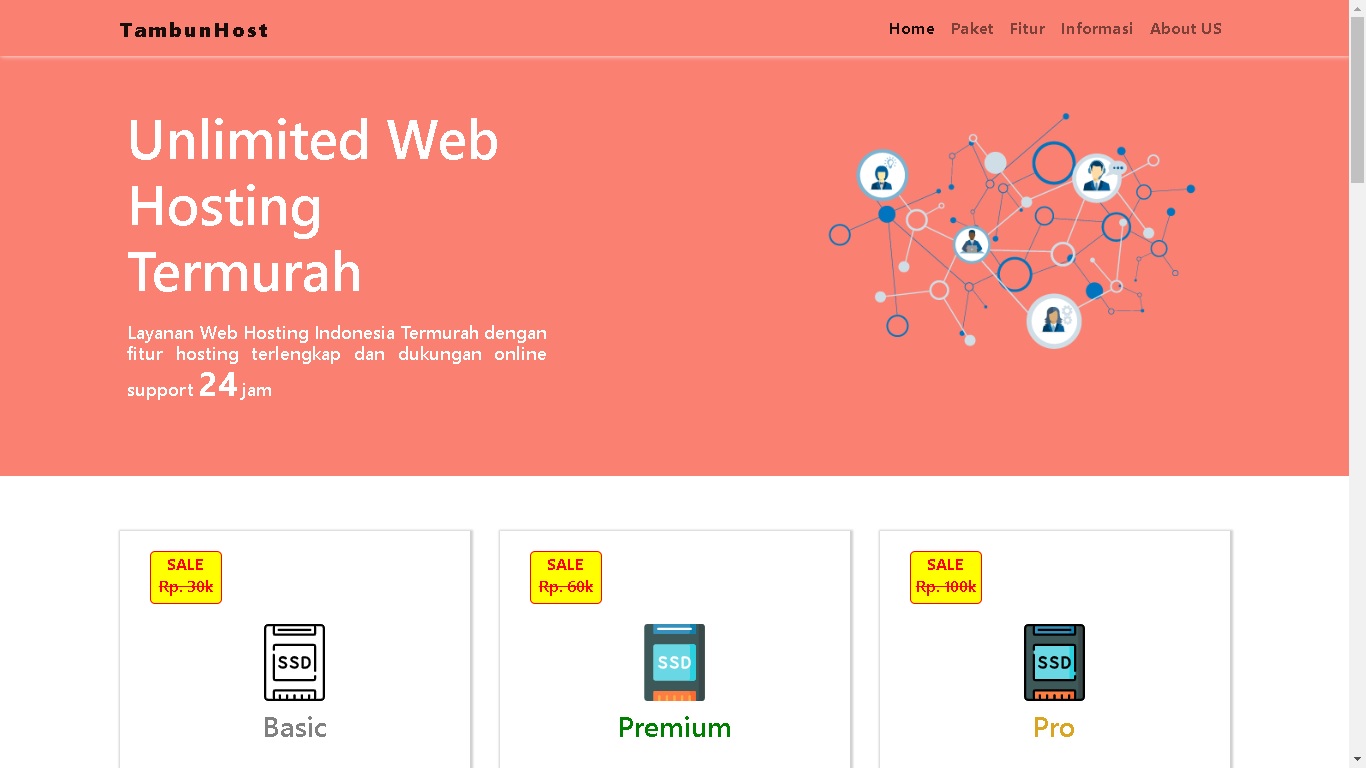 TambunHost
Home Paket Fitur Informasi About US
Unlimited Web
Hosting
Termurah
Layanan Web Hosting Indonesia Termurah dengan
fitur hosting terlengkap dan dukungan online
support 24 jam
SALE
Rp. 30k
SSD
Basic
SALE
Rp. 60k
SSD
Premium
SALE
Rp. 100k
SSD
Pro